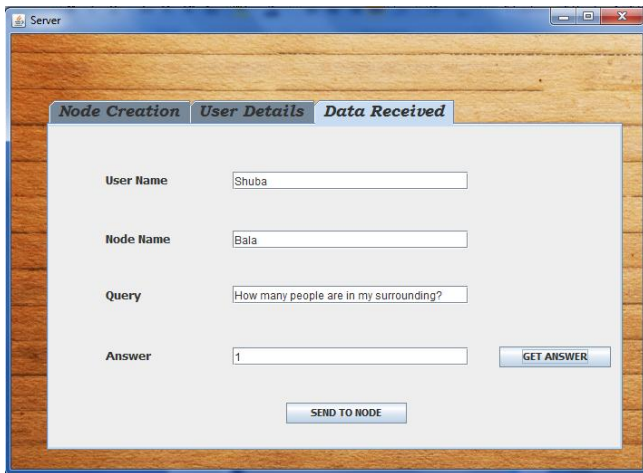 Server
Node Creation User Details Data Received
User Name Shuba
Node Name Bala
Query How many people are in my surrounding?
Answer 1 GET ANSWER
SEND TO NODE